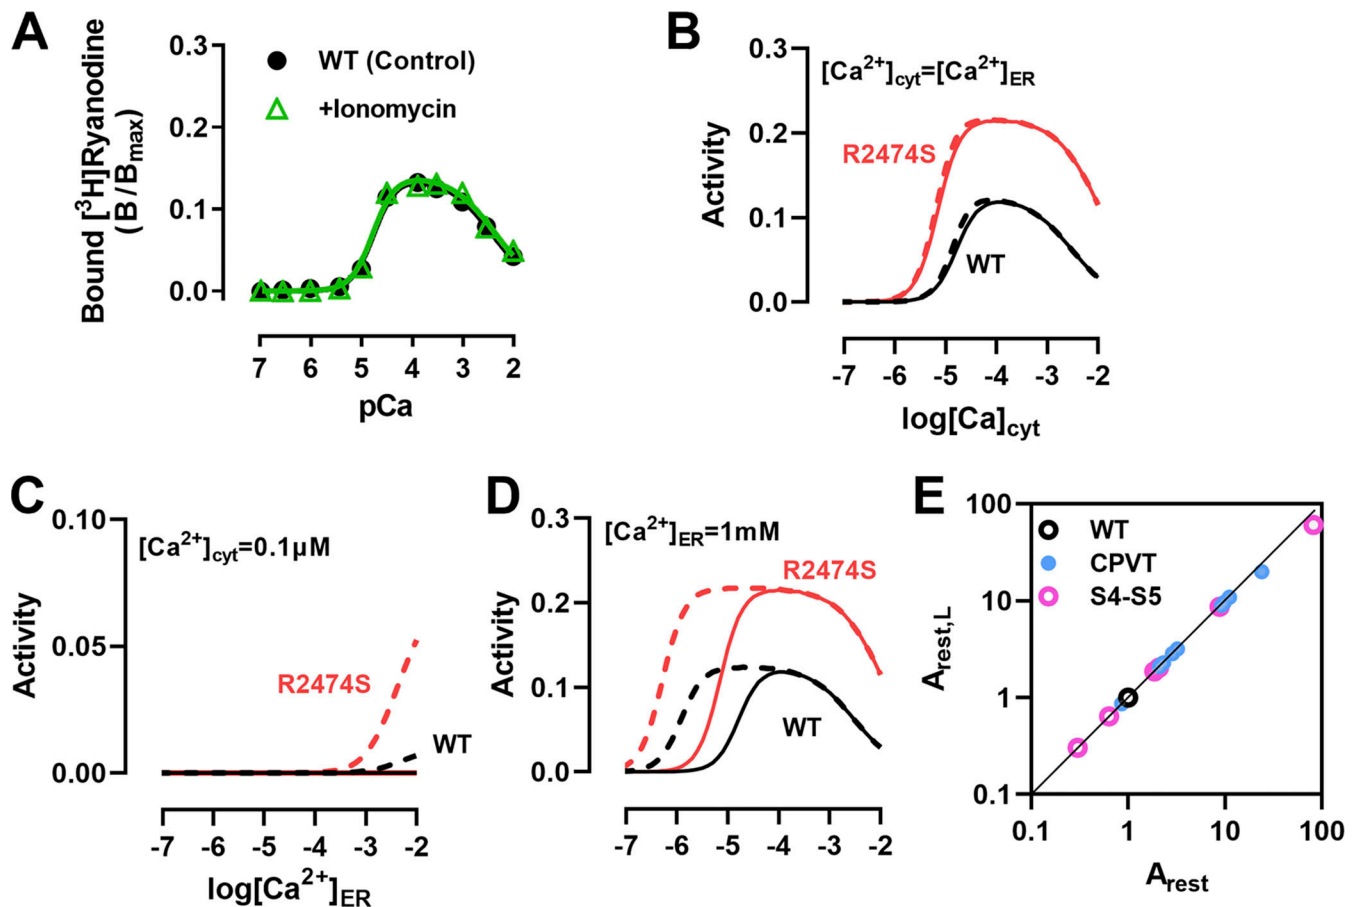 A
0.3
0.2
0.1
0.0
Bound [³H]Ryanodine
(B/Bₘₐₓ)
WT (Control)
+Ionomycin
7 6 5 4 3 2
pCa
B
0.3
0.2
0.1
0.0
Activity
[Ca²⁺]cyt=[Ca²⁺]ER
R2474S
WT
-7 -6 -5 -4 -3 -2
log[Ca]cyt
C
0.10
0.05
0.00
Activity
[Ca²⁺]cyt=0.1µM
R2474S
WT
-7 -6 -5 -4 -3 -2
log[Ca²⁺]ER
D
0.3
0.2
0.1
0.0
Activity
[Ca²⁺]ER=1mM
R2474S
WT
-7 -6 -5 -4 -3 -2
E
100
10
1
0.1
Arest,L
WT
CPVT
S4-S5
0.1 1 10 100
Arest